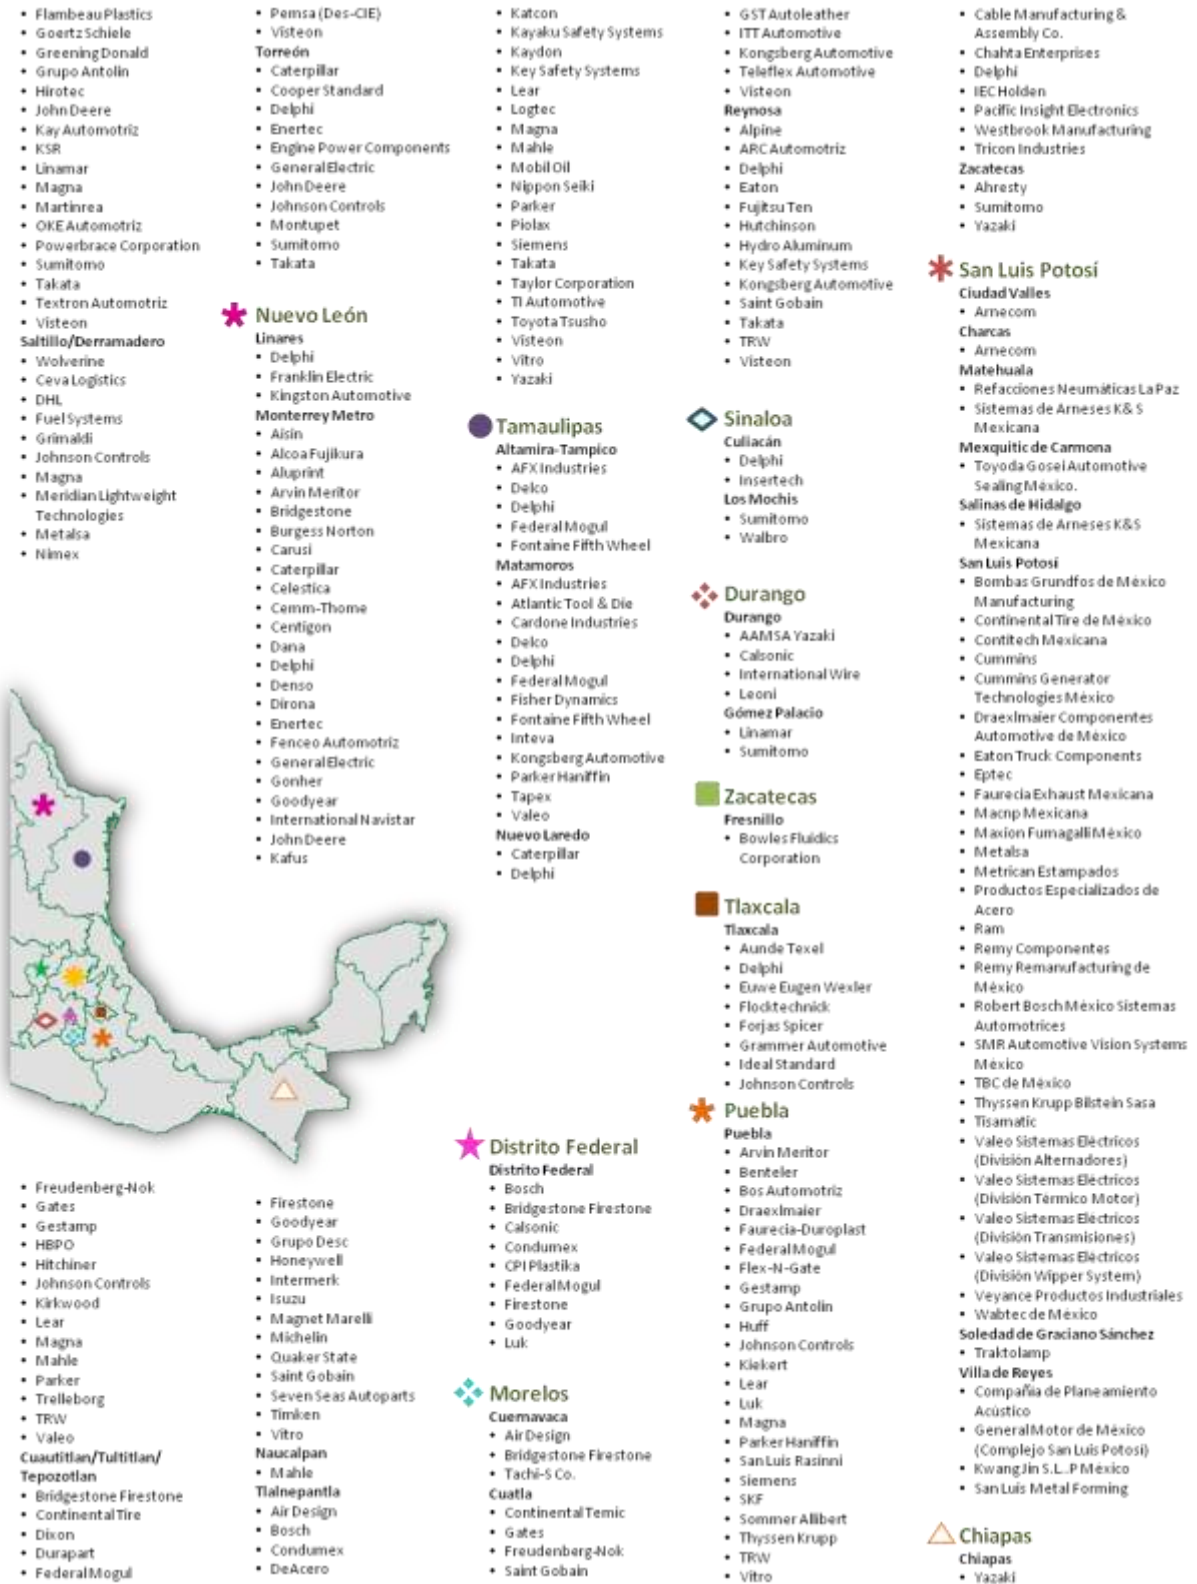 • Flambeau Plastics
• Goertz Schiele
• Greening Donald
• Grupo Antolin
• Hirotec
• John Deere
• Kay Automotriz
• KSR
• Linamar
• Magna
• Martinrea
• OKE Automotriz
• Powerbrace Corporation
• Sumitomo
• Takata
• Textron Automotriz
• Visteon
Saltillo/Derramadero
• Wolverine
• Ceva Logistics
• DHL
• Fuel Systems
• Grimaldi
• Johnson Controls
• Magna
• Meridian Lightweight
Technologies
• Metalsa
• Nimex
• Pemsa (Des-CIE)
• Visteon
Torreón
• Caterpillar
• Cooper Standard
• Delphi
• Enertec
• Engine Power Components
• General Electric
• John Deere
• Johnson Controls
• Montupet
• Sumitomo
• Takata
Nuevo León
Linares
• Delphi
• Franklin Electric
• Kingston Automotive
Monterrey Metro
• Aisin
• Alcoa Fujikura
• Aluprint
• Arvin Meritor
• Bridgestone
• Burgess Norton
• Carusi
• Caterpillar
• Celestica
• Cemm-Thome
• Centigon
• Dana
• Delphi
• Denso
• Dirona
• Enertec
• Fenceo Automotriz
• General Electric
• Gonher
• Goodyear
• International Navistar
• John Deere
• Kafus
• Katcon
• Kayaku Safety Systems
• Kaydon
• Key Safety Systems
• Lear
• Logtec
• Magna
• Mahle
• Mobil Oil
• Nippon Seiki
• Parker
• Piolax
• Siemens
• Takata
• Taylor Corporation
• TI Automotive
• Toyota Tsusho
• Visteon
• Vitro
• Yazaki
Tamaulipas
Altamira-Tampico
• AFX Industries
• Delco
• Delphi
• Federal Mogul
• Fontaine Fifth Wheel
Matamoros
• AFX Industries
• Atlantic Tool & Die
• Cardone Industries
• Delco
• Delphi
• Federal Mogul
• Fisher Dynamics
• Fontaine Fifth Wheel
• Inteva
• Kongsberg Automotive
• Parker Haniffin
• Tapex
• Valeo
Nuevo Laredo
• Caterpillar
• Delphi
• GST Autoleather
• ITT Automotive
• Kongsberg Automotive
• Teleflex Automotive
• Visteon
Reynosa
• Alpine
• ARC Automotriz
• Delphi
• Eaton
• Fujitsu Ten
• Hutchinson
• Hydro Aluminum
• Key Safety Systems
• Kongsberg Automotive
• Saint Gobain
• Takata
• TRW
• Visteon
Sinaloa
Culiacán
• Delphi
• Insertech
Los Mochis
• Sumitomo
• Walbro
Durango
Durango
• AAMSA Yazaki
• Calsonic
• International Wire
• Leoni
Gómez Palacio
• Linamar
• Sumitomo
Zacatecas
Fresnillo
• Bowles Fluidics
Corporation
Tlaxcala
Tlaxcala
• Aunde Texel
• Delphi
• Euwe Eugen Wexler
• Flocktechnick
• Forjas Spicer
• Grammer Automotive
• Ideal Standard
• Johnson Controls
Puebla
Puebla
• Arvin Meritor
• Benteler
• Bos Automotriz
• Draexlmaier
• Faurecia-Duroplast
• Federal Mogul
• Flex-N-Gate
• Gestamp
• Grupo Antolin
• Huff
• Johnson Controls
• Kiekert
• Lear
• Luk
• Magna
• Parker Haniffin
• San Luis Rasinni
• Siemens
• SKF
• Sommer Allibert
• Thyssen Krupp
• TRW
• Vitro
• Cable Manufacturing &
Assembly Co.
• Chahta Enterprises
• Delphi
• IEC Holden
• Pacific Insight Electronics
• Westbrook Manufacturing
• Tricon Industries
Zacatecas
• Ahresty
• Sumitomo
• Yazaki
San Luis Potosí
Ciudad Valles
• Arnecom
Charcas
• Arnecom
Matehuala
• Refacciones Neumáticas La Paz
• Sistemas de Arneses K& S
Mexicana
Mexquitic de Carmona
• Toyoda Gosei Automotive
Sealing México.
Salinas de Hidalgo
• Sistemas de Arneses K&S
Mexicana
San Luis Potosí
• Bombas Grundfos de México
Manufacturing
• Continental Tire de México
• Contitech Mexicana
• Cummins
• Cummins Generator
Technologies México
• Draexlmaier Componentes
Automotive de México
• Eaton Truck Components
• Eptec
• Faurecia Exhaust Mexicana
• Macnp Mexicana
• Maxion Fumagalli México
• Metalsa
• Metrican Estampados
• Productos Especializados de
Acero
• Ram
• Remy Componentes
• Remy Remanufacturing de
México
• Robert Bosch México Sistemas
Automotrices
• SMR Automotive Vision Systems
México
• TBC de México
• Thyssen Krupp Bilstein Sasa
• Tisamatic
• Valeo Sistemas Eléctricos
(División Alternadores)
• Valeo Sistemas Eléctricos
(División Térmico Motor)
• Valeo Sistemas Eléctricos
(División Transmisiones)
• Valeo Sistemas Eléctricos
(División Wipper System)
• Veyance Productos Industriales
• Wabtec de México
Soledad de Graciano Sánchez
• Traktolamp
Villa de Reyes
• Compañía de Planeamiento
Acústico
• General Motor de México
(Complejo San Luis Potosí)
• Kwang Jin S.L..P México
• San Luis Metal Forming
Chiapas
Chiapas
• Yazaki
• Freudenberg-Nok
• Gates
• Gestamp
• HBPO
• Hitchiner
• Johnson Controls
• Kirkwood
• Lear
• Magna
• Mahle
• Parker
• Trelleborg
• TRW
• Valeo
Cuautitlan/Tultitlan/
Tepozotlan
• Bridgestone Firestone
• Continental Tire
• Dixon
• Durapart
• Federal Mogul
• Firestone
• Goodyear
• Grupo Desc
• Honeywell
• Intermerk
• Isuzu
• Magnet Marelli
• Michelin
• Quaker State
• Saint Gobain
• Seven Seas Autoparts
• Timken
• Vitro
Naucalpan
• Mahle
Tlalnepantla
• Air Design
• Bosch
• Condumex
• DeAcero
Distrito Federal
Distrito Federal
• Bosch
• Bridgestone Firestone
• Calsonic
• Condumex
• CPI Plastika
• Federal Mogul
• Firestone
• Goodyear
• Luk
Morelos
Cuernavaca
• Air Design
• Bridgestone Firestone
• Tachi-S Co.
Cuatla
• Continental Temic
• Gates
• Freudenberg-Nok
• Saint Gobain